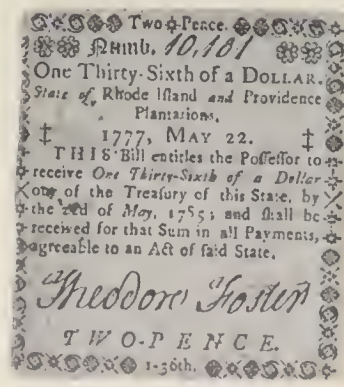 Two-Pence.
Numb. 10,101
One Thirty-Sixth of a DOLLAR.
State of Rhode Iſland and Providence
Plantations.
‡ 1777, MAY 22. ‡
THIS Bill entitles the Poſſeſſor to
receive One Thirty-Sixth of a Dollar
out of the Treaſury of this State, by
the 22d of May, 1785; and ſhall be
received for that Sum in all Payments,
agreeable to an Act of ſaid State.
Theodore Foster
TWO-PENCE.
1-36th.